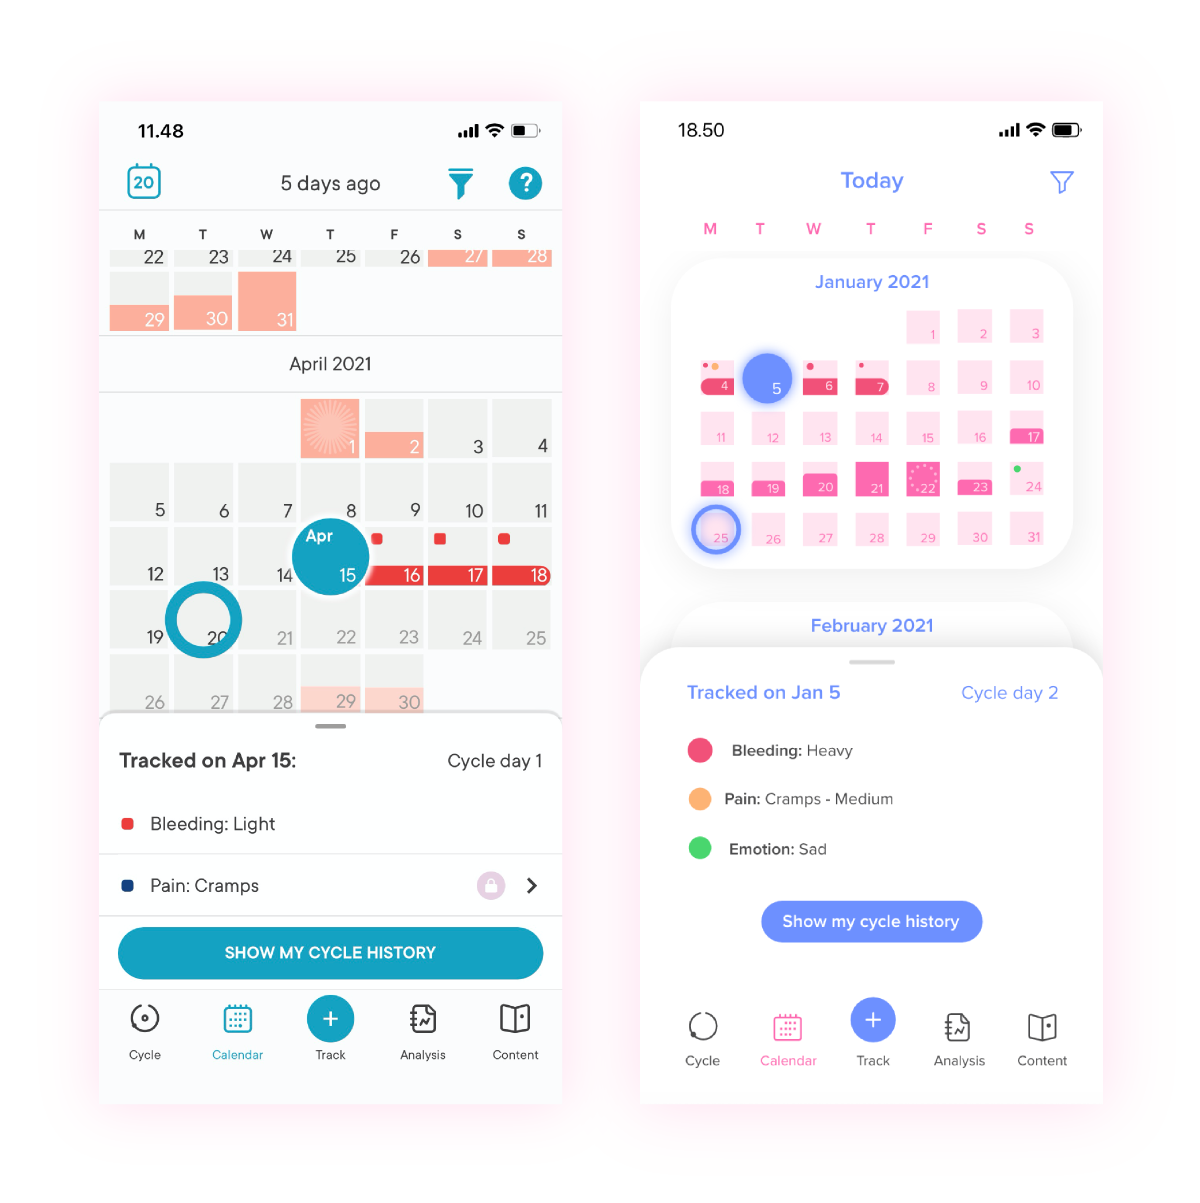 11.48
20
5 days ago
?
M T W T F S S
22 23 24 25 26 27 28
29 30 31
April 2021
1 2 3 4
5 6 7 8 9 10 11
Apr
12 13 14 15 16 17 18
19 20 21 22 23 24 25
26 27 28 29 30
Tracked on Apr 15:
Cycle day 1
Bleeding: Light
Pain: Cramps
SHOW MY CYCLE HISTORY
Cycle Calendar Track Analysis Content
18.50
Today
M T W T F S S
January 2021
1 2 3
4 5 6 7 8 9 10
11 12 13 14 15 16 17
18 19 20 21 22 23 24
25 26 27 28 29 30 31
February 2021
Tracked on Jan 5
Cycle day 2
Bleeding: Heavy
Pain: Cramps - Medium
Emotion: Sad
Show my cycle history
Cycle Calendar Track Analysis Content